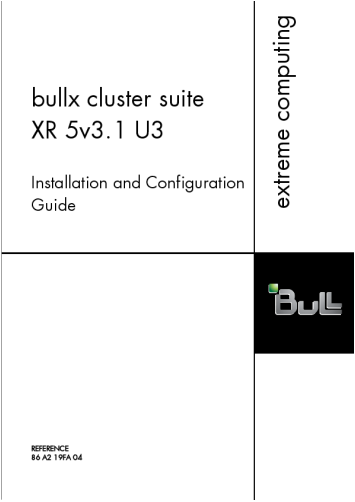 bullx cluster suite
XR 5v3.1 U3
Installation and Configuration
Guide
extreme computing
Bull
REFERENCE
86 A2 19FA 04